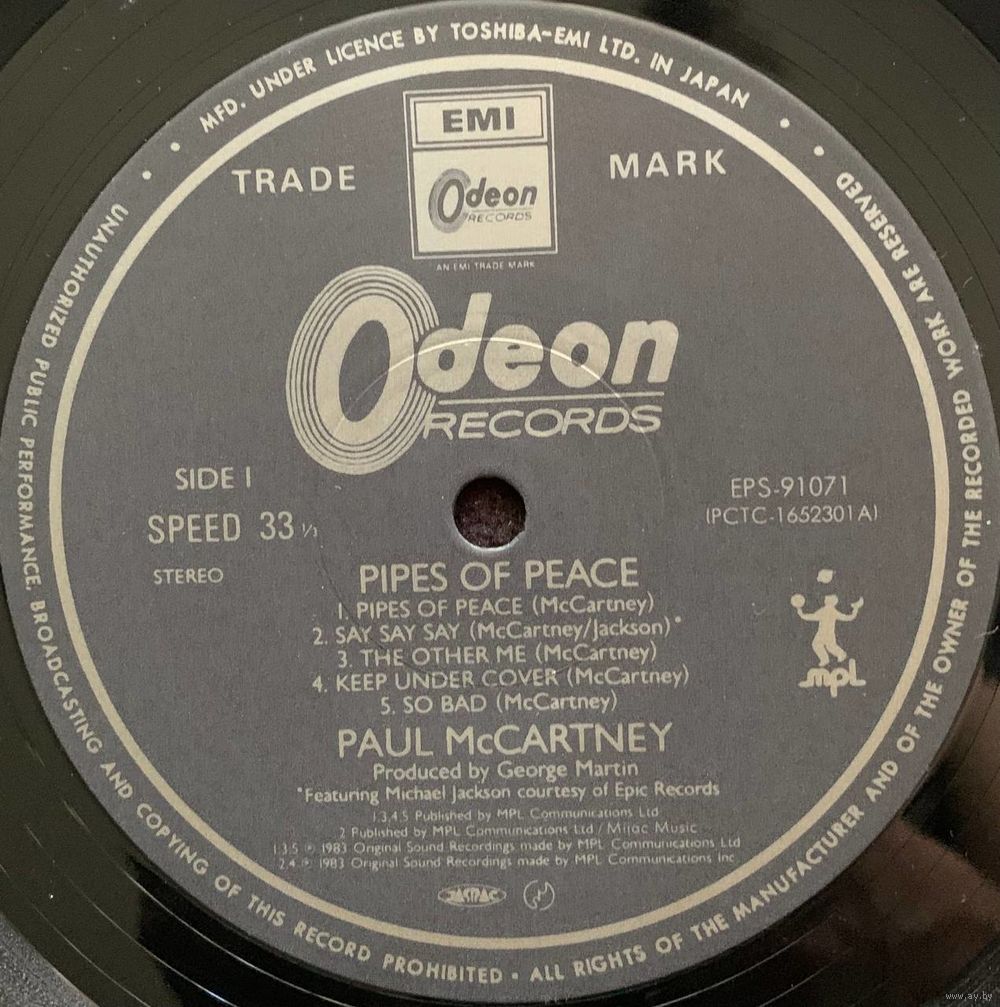 MFD. UNDER LICENCE BY TOSHIBA-EMI LTD. IN JAPAN
EMI
Odeon
RECORDS
TRADE MARK
AN EMI TRADE MARK
Odeon
RECORDS
SIDE 1
SPEED 33 1/3
STEREO
EPS-91071
(PCTC-1652301A)
PIPES OF PEACE
1. PIPES OF PEACE (McCartney)
2. SAY SAY SAY (McCartney/Jackson)*
3. THE OTHER ME (McCartney)
4. KEEP UNDER COVER (McCartney)
5. SO BAD (McCartney)
mpl
PAUL McCARTNEY
Produced by George Martin
*Featuring Michael Jackson courtesy of Epic Records
1.3.4.5 Published by MPL Communications Ltd
2 Published by MPL Communications Ltd / Mijac Music
1.3.5 ℗ 1983 Original Sound Recordings made by MPL Communications Ltd
2.4. ℗ 1983 Original Sound Recordings made by MPL Communications Inc
JASRAC
UNAUTHORIZED PUBLIC PERFORMANCE, BROADCASTING AND COPYING OF THIS RECORD PROHIBITED • ALL RIGHTS OF THE MANUFACTURER AND OF THE OWNER OF THE RECORDED WORK ARE RESERVED
www.ay.by